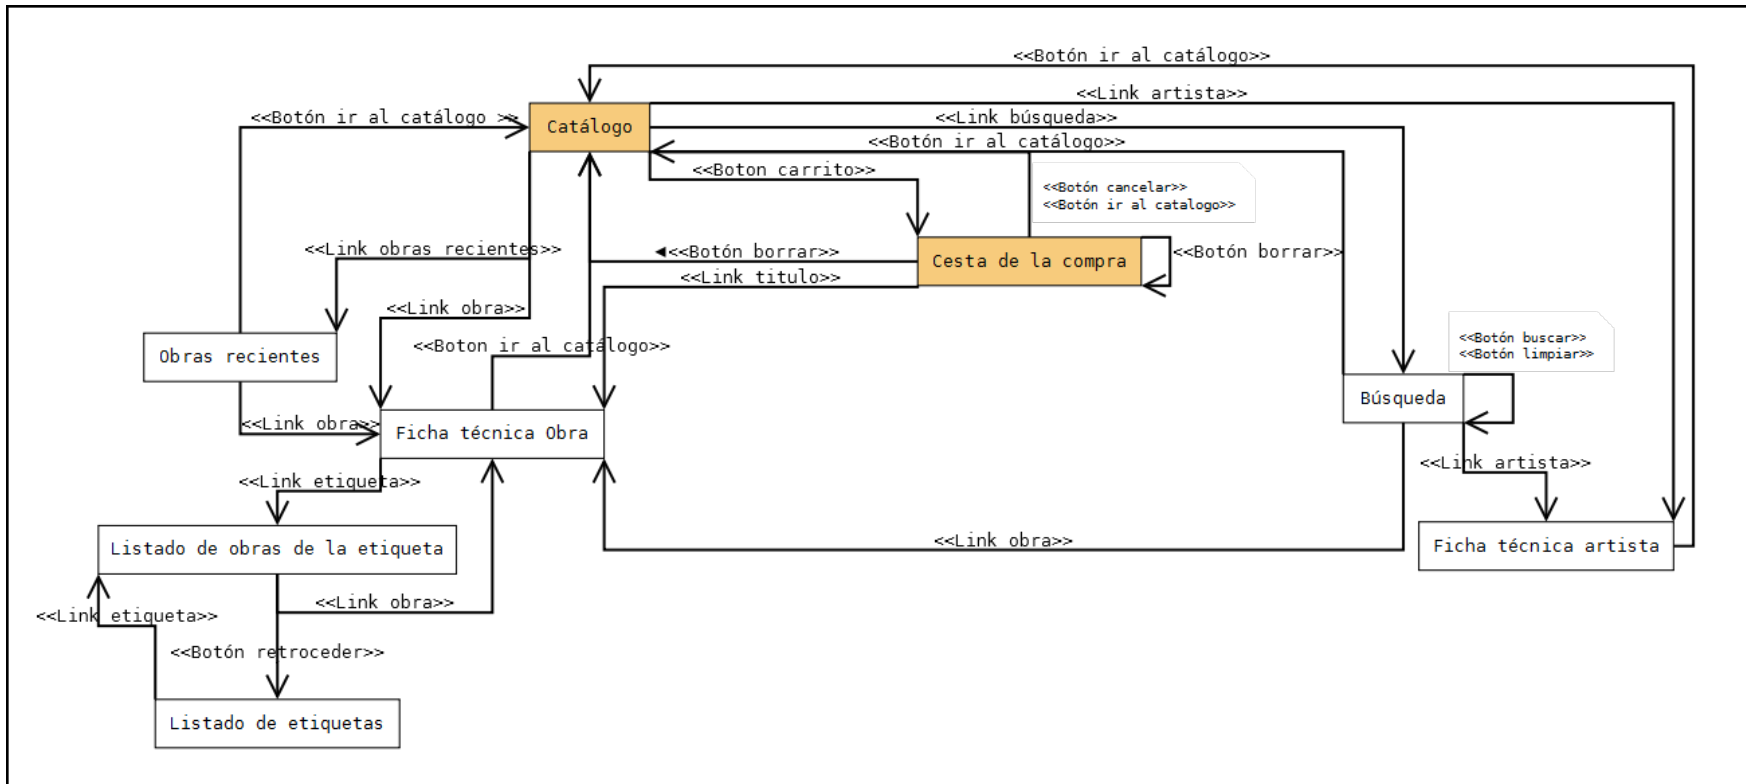 <<Botón ir al catálogo>>
<<Link artista>>
<<Botón ir al catálogo >>
Catálogo
<<Link búsqueda>>
<<Botón ir al catálogo>>
<<Boton carrito>>
<<Botón cancelar>>
<<Botón ir al catalogo>>
<<Link obras recientes>>
◄<<Botón borrar>>
Cesta de la compra
<<Botón borrar>>
<<Link titulo>>
<<Link obra>>
<<Botón buscar>>
<<Botón limpiar>>
<<Boton ir al catálogo>>
Obras recientes
Búsqueda
<<Link obra>>
Ficha técnica Obra
<<Link artista>>
<<Link etiqueta>>
Listado de obras de la etiqueta
<<Link obra>>
Ficha técnica artista
<<Link obra>>
<<Link etiqueta>>
<<Botón retroceder>>
Listado de etiquetas